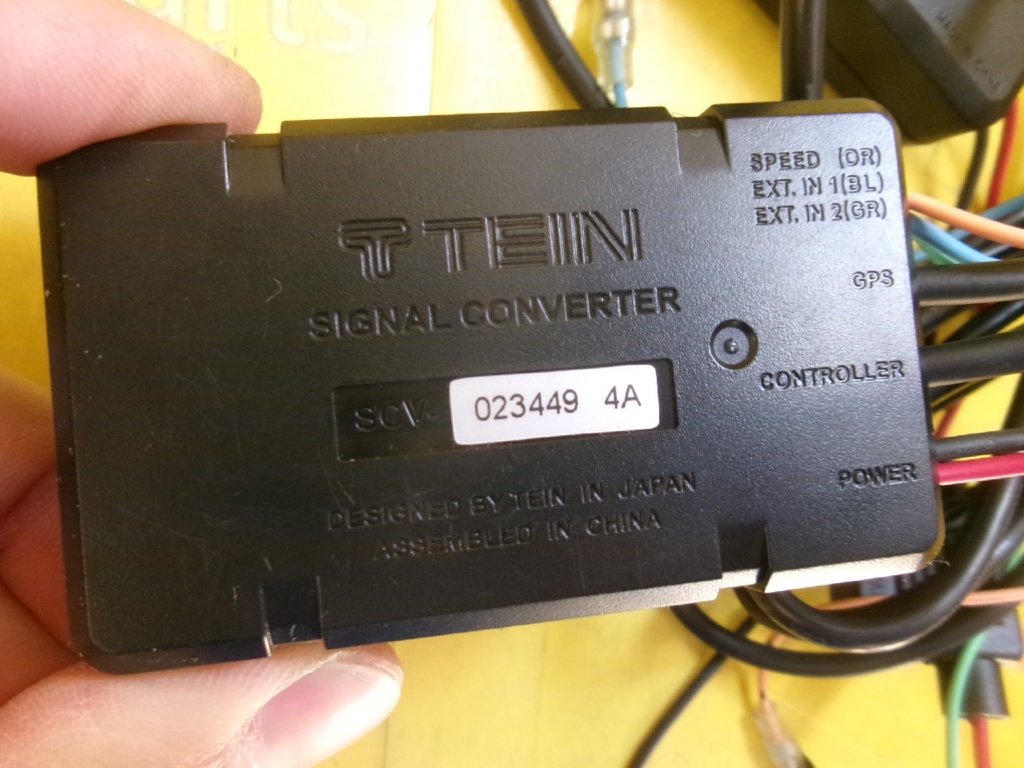 arts
SPEED (OR)
EXT. IN 1(BL)
EXT. IN 2(GR)
TEIN
SIGNAL CONVERTER
GPS
CONTROLLER
SCV- 023449 4A
POWER
DESIGNED BY TEIN IN JAPAN
ASSEMBLED IN CHINA